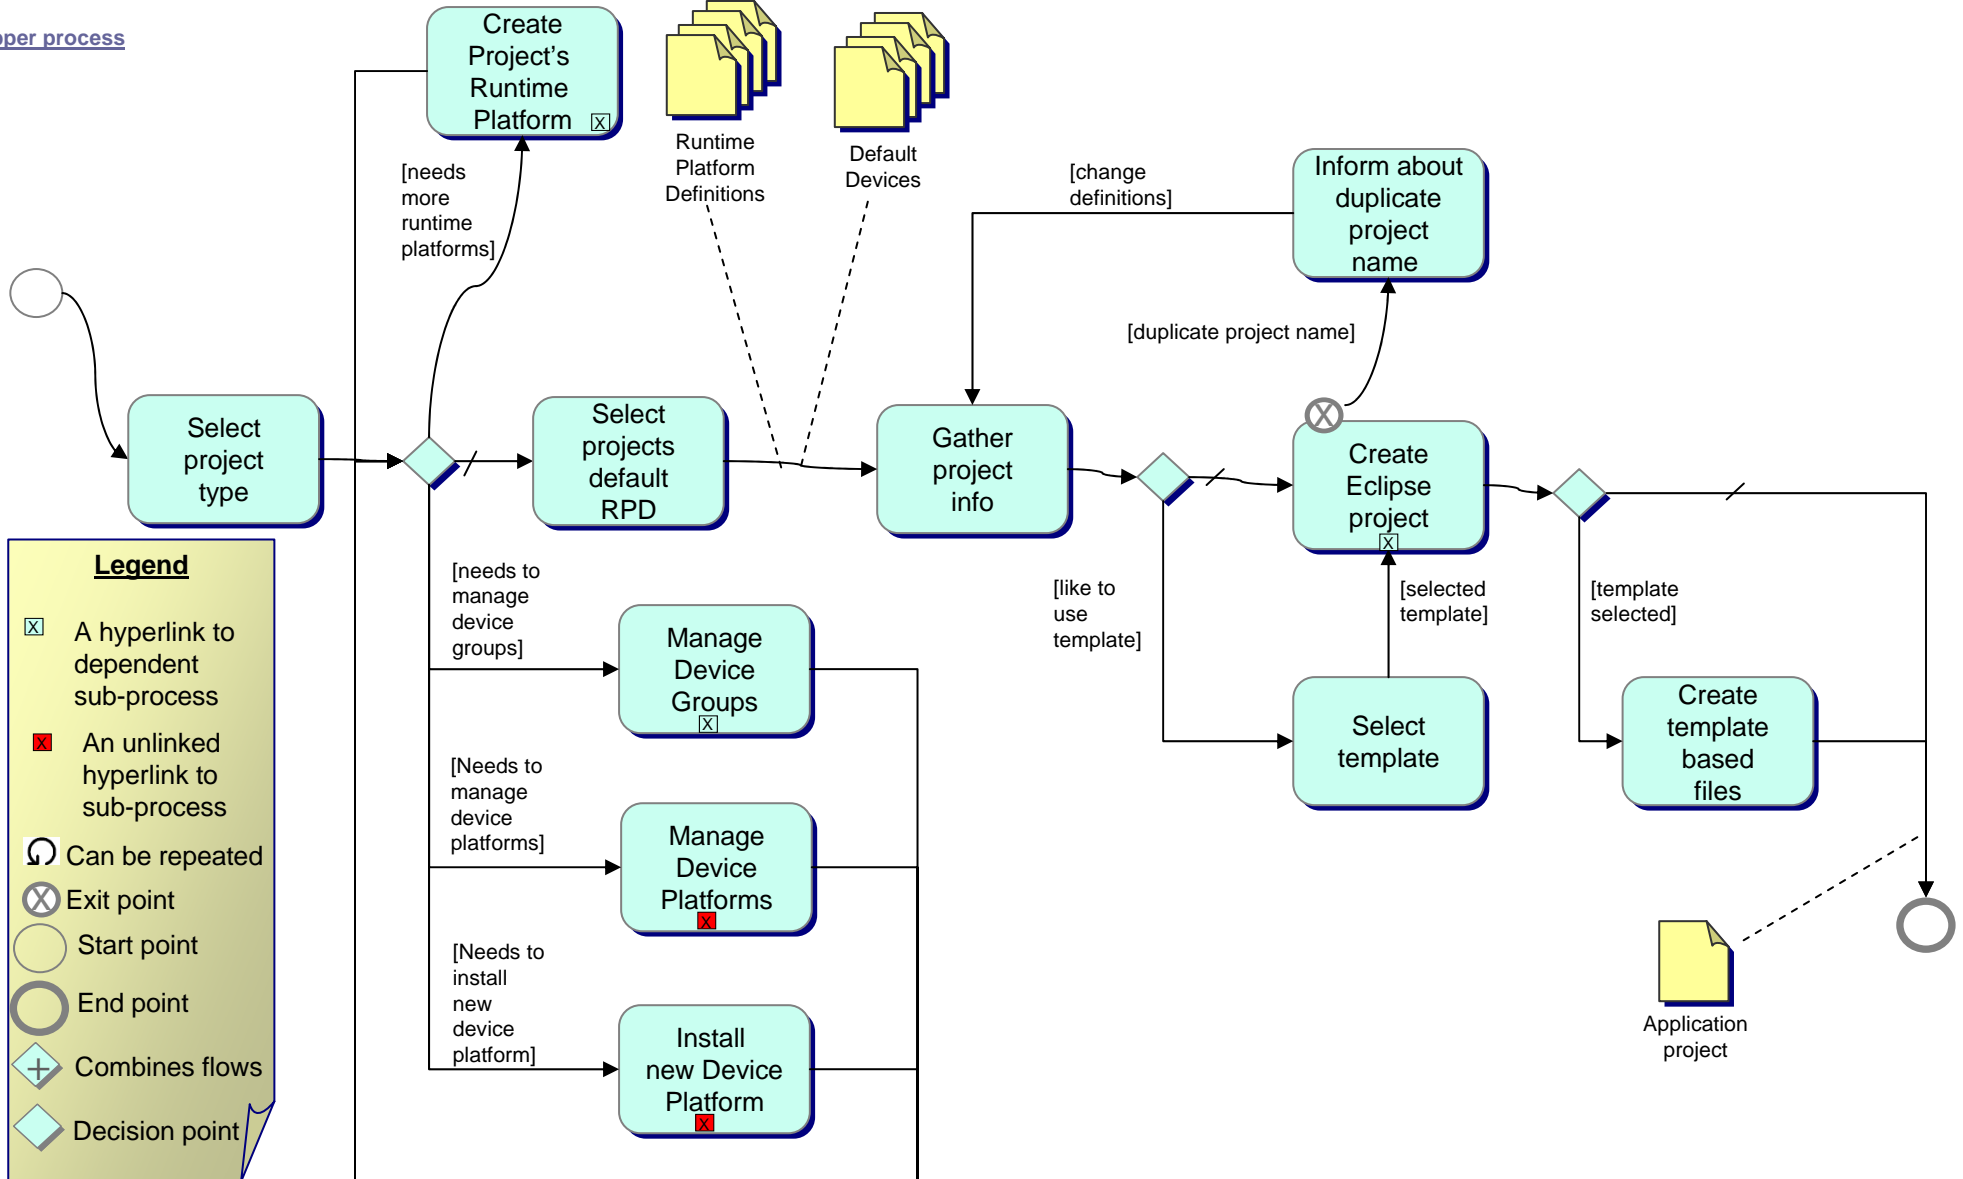 pper process
Create
Project's
Runtime
Platform
X
Runtime
Platform
Definitions
Default
Devices
[needs
more
runtime
platforms]
[change
definitions]
Inform about
duplicate
project
name
[duplicate project name]
X
Select
project
type
Select
projects
default
RPD
Gather
project
info
Create
Eclipse
project
X
[needs to
manage
device
groups]
Manage
Device
Groups
X
[like to
use
template]
[selected
template]
[template
selected]
Select
template
Create
template
based
files
[Needs to
manage
device
platforms]
Manage
Device
Platforms
X
[Needs to
install
new
device
platform]
Install
new Device
Platform
X
Application
project
Legend
X
A hyperlink to
dependent
sub-process
X
An unlinked
hyperlink to
sub-process
Can be repeated
X
Exit point
Start point
End point
Combines flows
Decision point